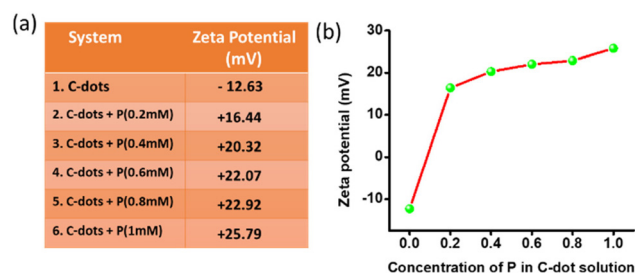 (a)
System Zeta Potential
(mV)
1. C-dots - 12.63
2. C-dots + P(0.2mM) +16.44
3. C-dots + P(0.4mM) +20.32
4. C-dots + P(0.6mM) +22.07
5. C-dots + P(0.8mM) +22.92
6. C-dots + P(1mM) +25.79
(b)
Zeta potential (mV)
30
20
10
0
-10
0.0 0.2 0.4 0.6 0.8 1.0
Concentration of P in C-dot solution